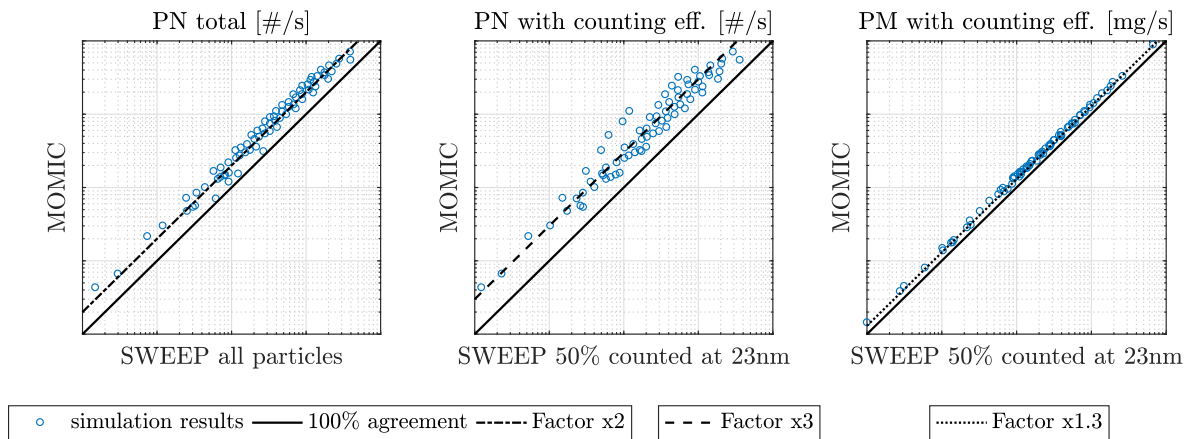 PN total [#/s]
PN with counting eff. [#/s]
PM with counting eff. [mg/s]
MOMIC
MOMIC
MOMIC
SWEEP all particles
SWEEP 50% counted at 23nm
SWEEP 50% counted at 23nm
simulation results
100% agreement
Factor x2
Factor x3
Factor x1.3